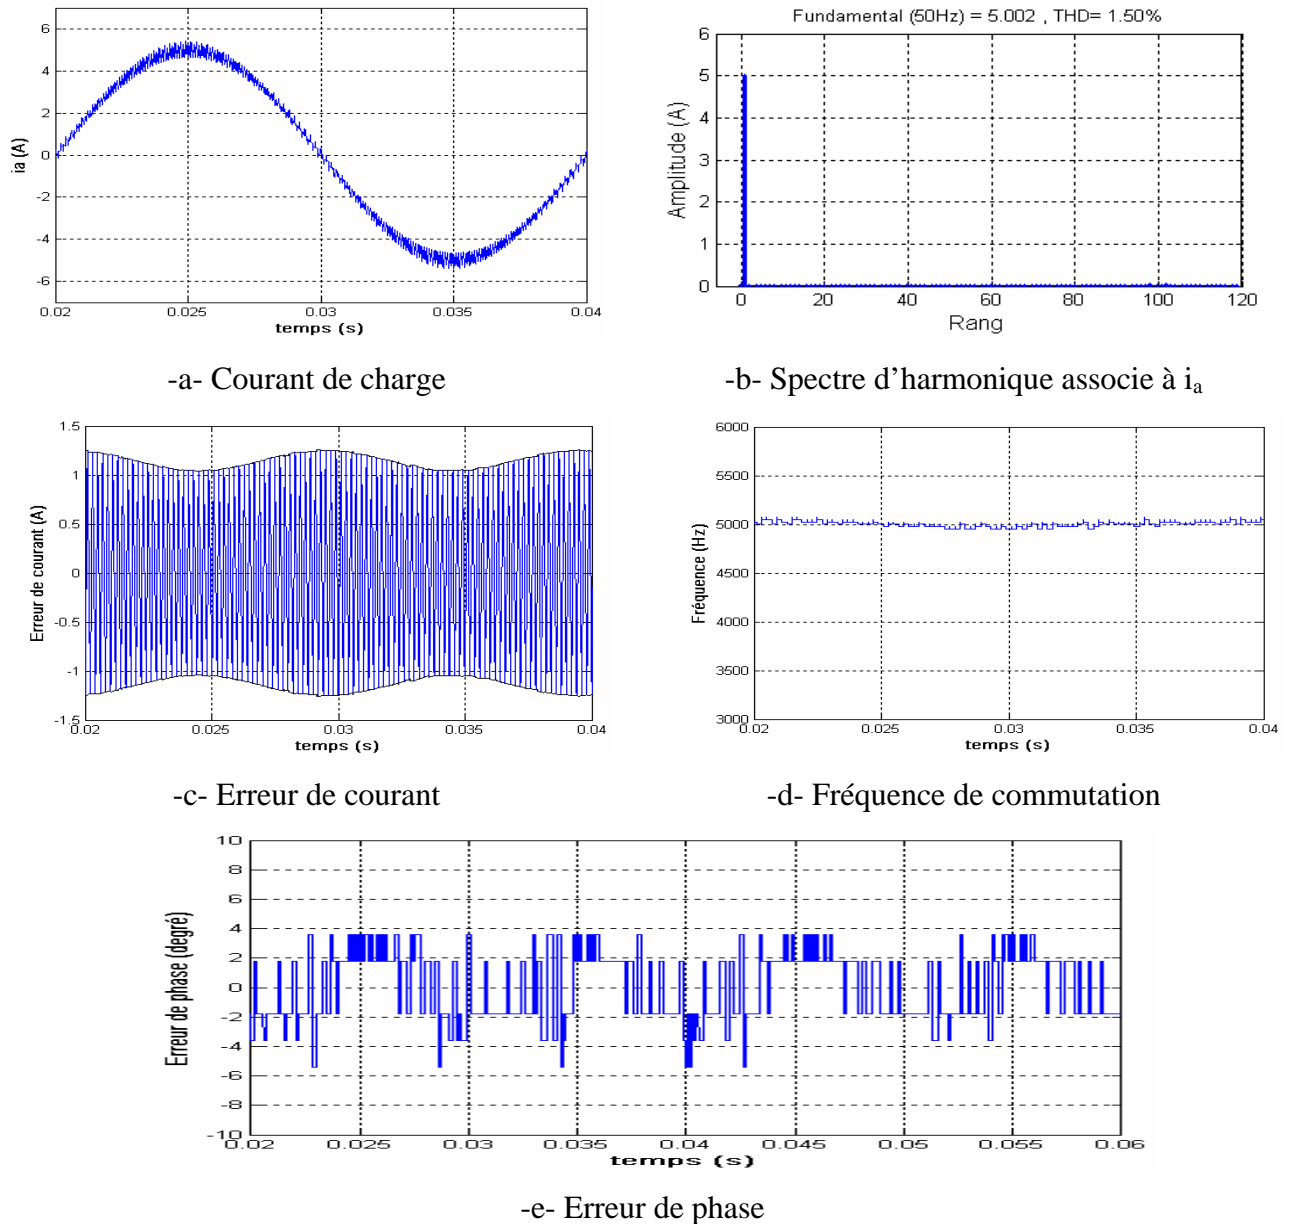 Fundamental (50Hz) = 5.002 , THD= 1.50%
6
4
2
0
-2
-4
-6
ia (A)
0.02 0.025 0.03 0.035 0.04
temps (s)
6
5
4
3
2
1
0
Amplitude (A)
0 20 40 60 80 100 120
Rang
-a- Courant de charge
-b- Spectre d'harmonique associe à ia
1.5
1
0.5
0
-0.5
-1
-1.5
Erreur de courant (A)
0.02 0.025 0.03 0.035 0.04
temps (s)
6000
5500
5000
4500
4000
3500
3000
Fréquence (Hz)
0.02 0.025 0.03 0.035 0.04
temps (s)
-c- Erreur de courant
-d- Fréquence de commutation
10
8
6
4
2
0
-2
-4
-6
-8
-10
Erreur de phase (degré)
0.02 0.025 0.03 0.035 0.04 0.045 0.05 0.055 0.06
temps (s)
-e- Erreur de phase